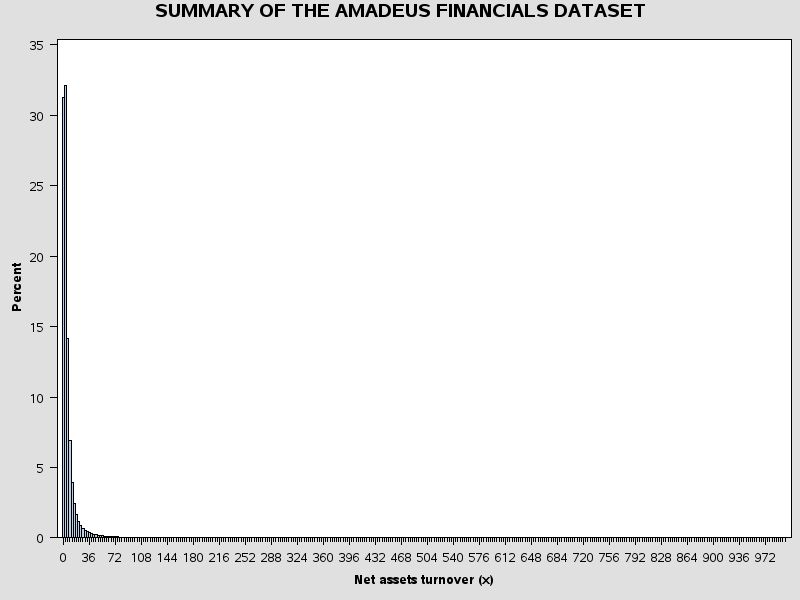 SUMMARY OF THE AMADEUS FINANCIALS DATASET
35
30
25
20
15
10
5
0
Percent
0 36 72 108 144 180 216 252 288 324 360 396 432 468 504 540 576 612 648 684 720 756 792 828 864 900 936 972
Net assets turnover (x)